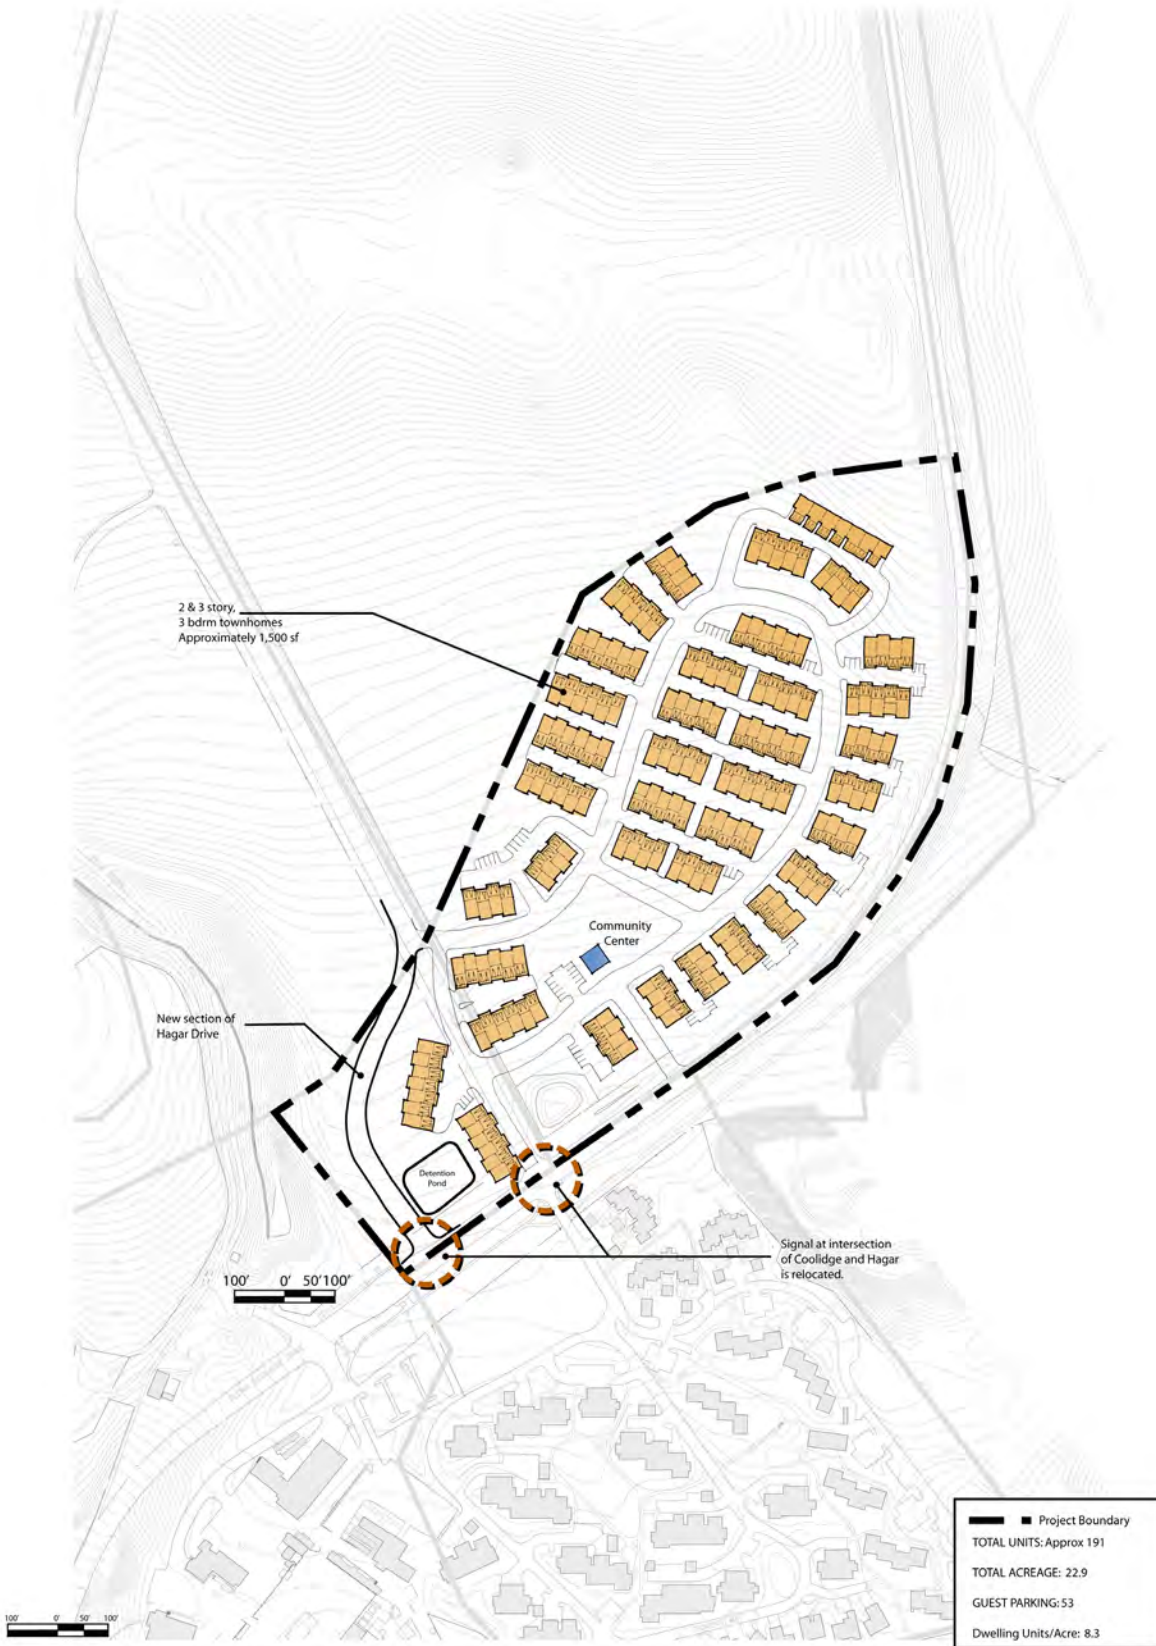 2 & 3 story,
3 bdrm townhomes
Approximately 1,500 sf
Community
Center
New section of
Hagar Drive
Detention
Pond
Signal at intersection
of Coolidge and Hagar
is relocated.
100' 0' 50'100'
Project Boundary
TOTAL UNITS: Approx 191
TOTAL ACREAGE: 22.9
GUEST PARKING: 53
Dwelling Units/Acre: 8.3
100' 0' 50' 100'